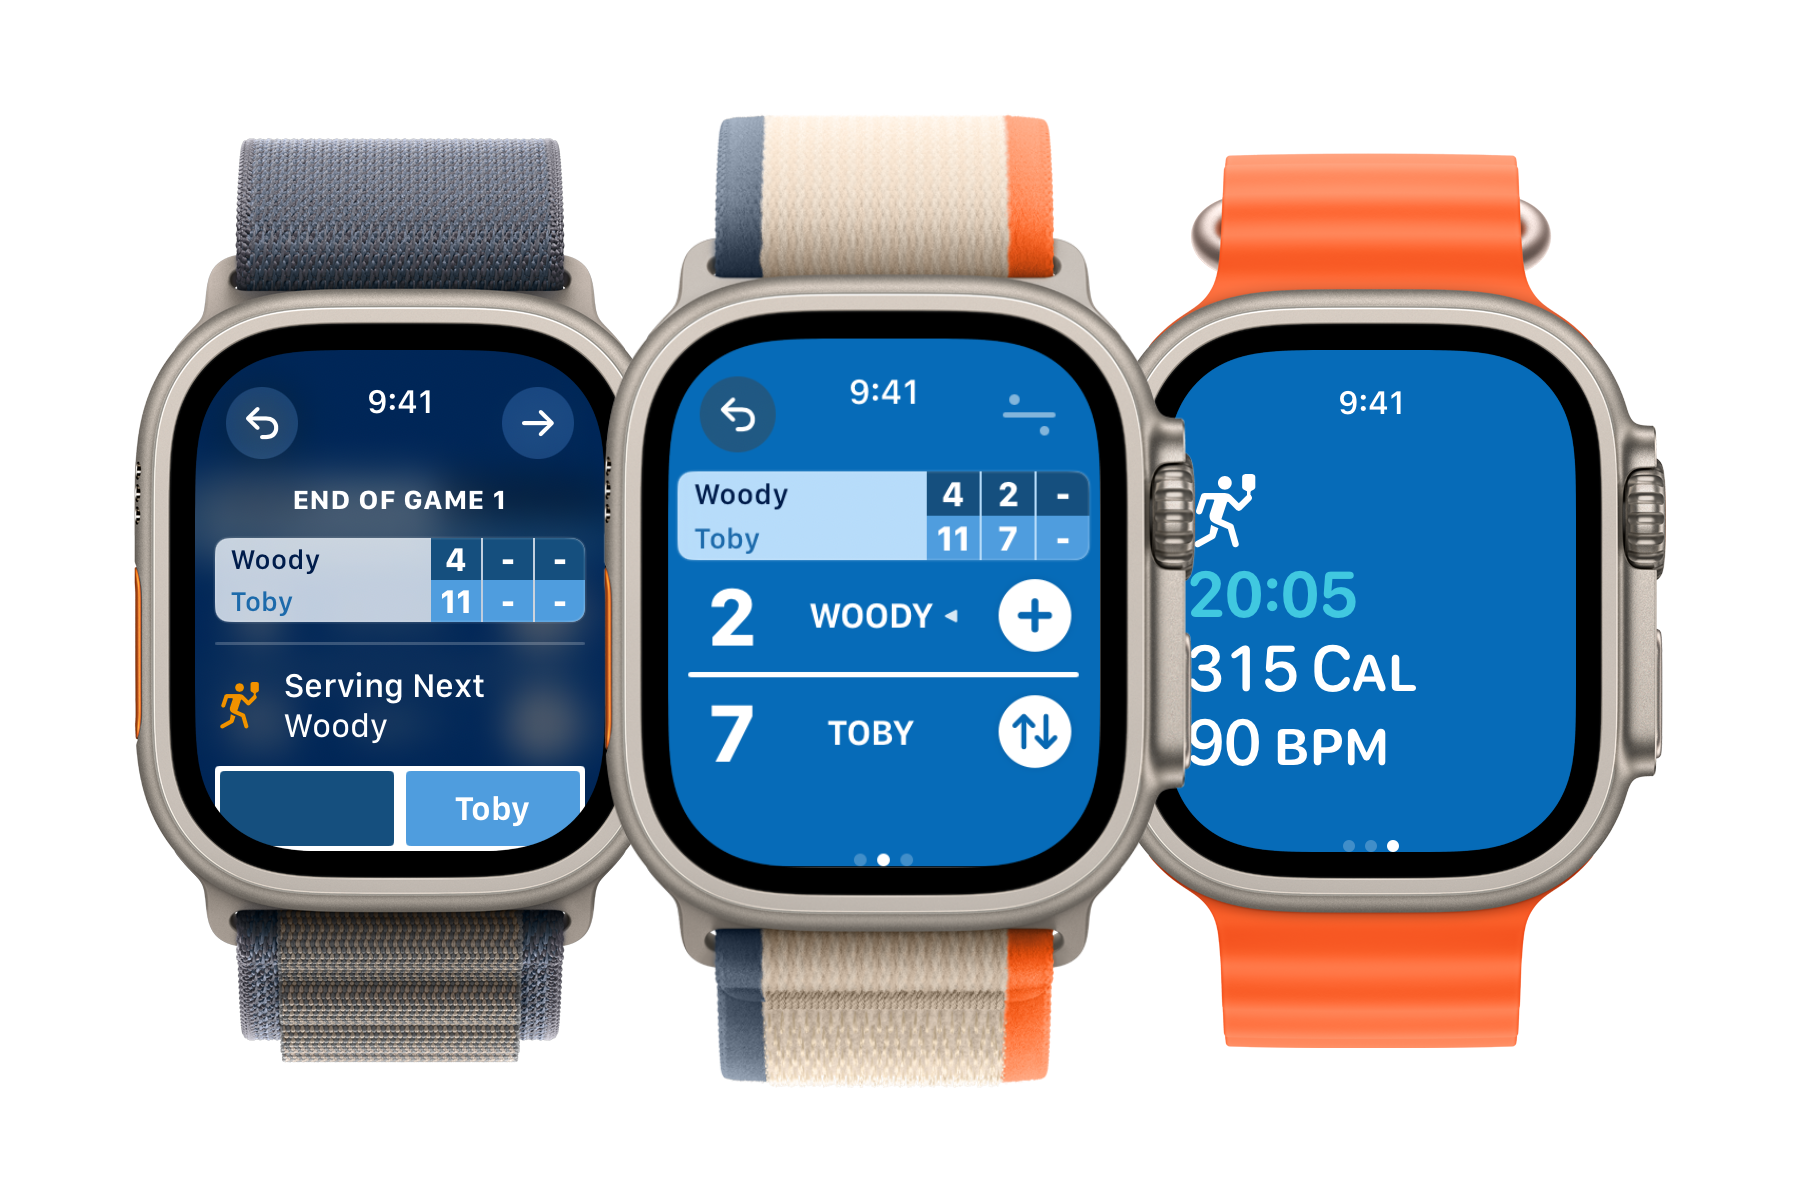 9:41
END OF GAME 1
Woody 4 - -
Toby 11 - -
Serving Next
Woody
Toby
9:41
Woody 4 2 -
Toby 11 7 -
2 WOODY
7 TOBY
9:41
20:05
315 CAL
90 BPM